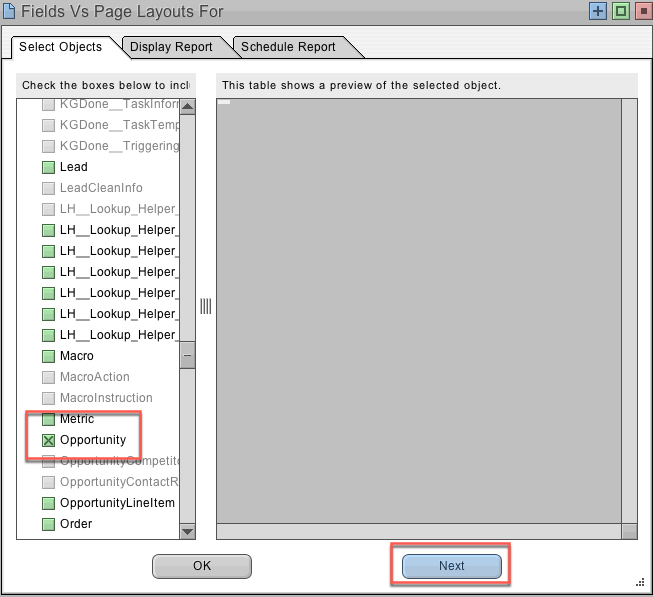 Fields Vs Page Layouts For
Select Objects
Display Report
Schedule Report
Check the boxes below to inclu
This table shows a preview of the selected object.
KGDone__TaskInforn
KGDone__TaskTemp
KGDone__Triggering
Lead
LeadCleanInfo
LH__Lookup_Helper_
LH__Lookup_Helper_
LH__Lookup_Helper_
LH__Lookup_Helper_
LH__Lookup_Helper_
LH__Lookup_Helper_
LH__Lookup_Helper_
Macro
MacroAction
MacroInstruction
Metric
Opportunity
OpportunityCompetito
OpportunityContactR
OpportunityLineItem
Order
OK
Next